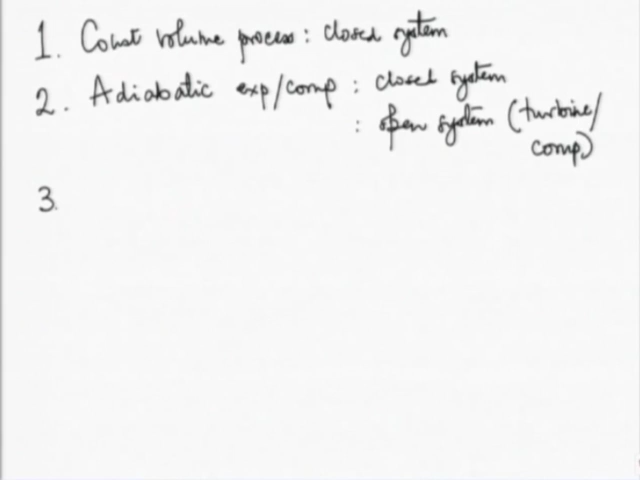 1. Const volume process : closed system
2. Adiabatic exp/comp : closed system
: open system (turbine/
comp)
3.